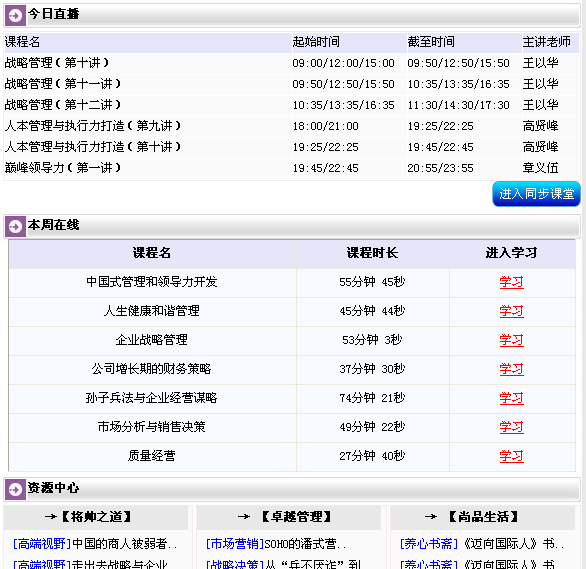 今日直播
课程名 起始时间 截至时间 主讲老师
战略管理（第十讲） 09:00/12:00/15:00 09:50/12:50/15:50 王以华
战略管理（第十一讲） 09:50/12:50/15:50 10:35/13:35/16:35 王以华
战略管理（第十二讲） 10:35/13:35/16:35 11:30/14:30/17:30 王以华
人本管理与执行力打造（第九讲） 18:00/21:00 19:25/22:25 高贤峰
人本管理与执行力打造（第十讲） 19:25/22:25 19:45/22:45 高贤峰
巅峰领导力（第一讲） 19:45/22:45 20:55/23:55 章义伍
进入同步课堂
本周在线
课程名 课程时长 进入学习
中国式管理和领导力开发 55分钟 45秒 学习
人生健康和谐管理 45分钟 44秒 学习
企业战略管理 53分钟 3秒 学习
公司增长期的财务策略 37分钟 30秒 学习
孙子兵法与企业经营谋略 74分钟 21秒 学习
市场分析与销售决策 49分钟 22秒 学习
质量经营 27分钟 40秒 学习
资源中心
→【将帅之道】 → 【卓越管理】 → 【尚品生活】
[高端视野]中国的商人被弱者.. [市场营销]SOHO的潘式营.. [养心书斋]《迈向国际人》书..
[高端视野]走出去战略与企业 [战略决策]从“兵不厌诈”到 [养心书斋]《迈向国际人》书